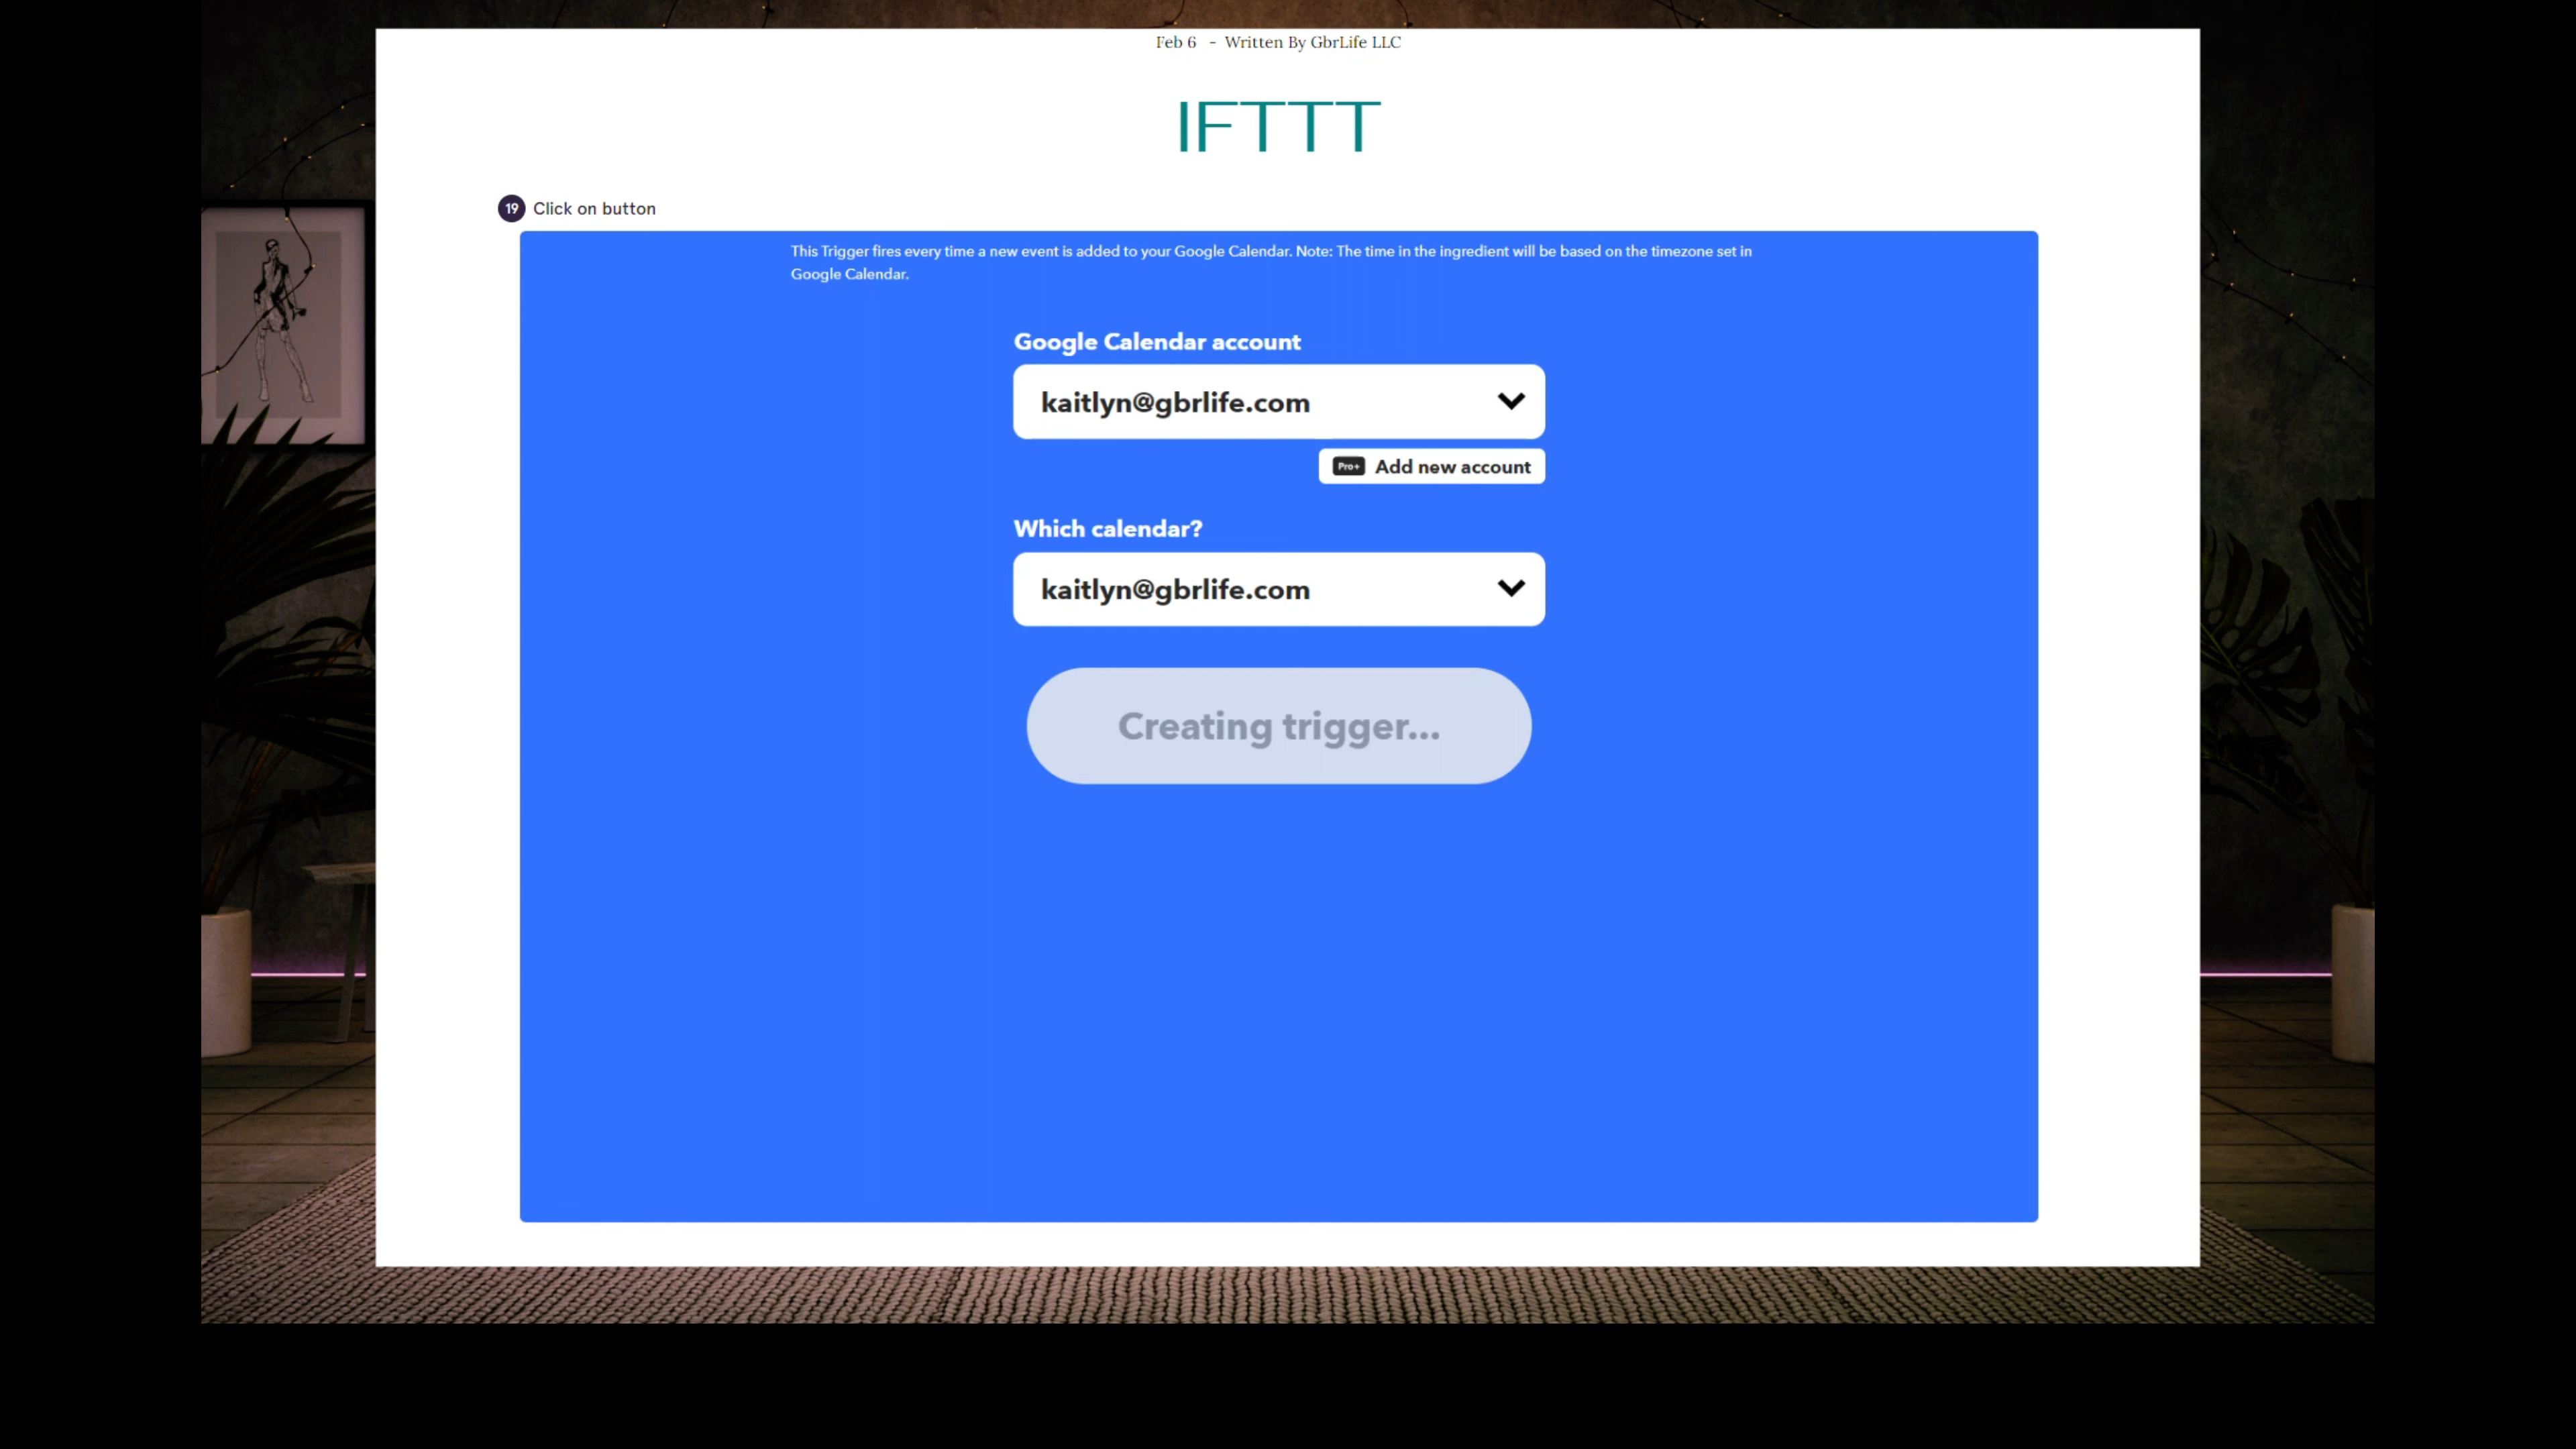 Feb 6 - Written By GbrLife LLC
IFTTT
19 Click on button
This Trigger fires every time a new event is added to your Google Calendar. Note: The time in the ingredient will be based on the timezone set in
Google Calendar.
Google Calendar account
kaitlyn@gbrlife.com
Pro+ Add new account
Which calendar?
kaitlyn@gbrlife.com
Creating trigger...